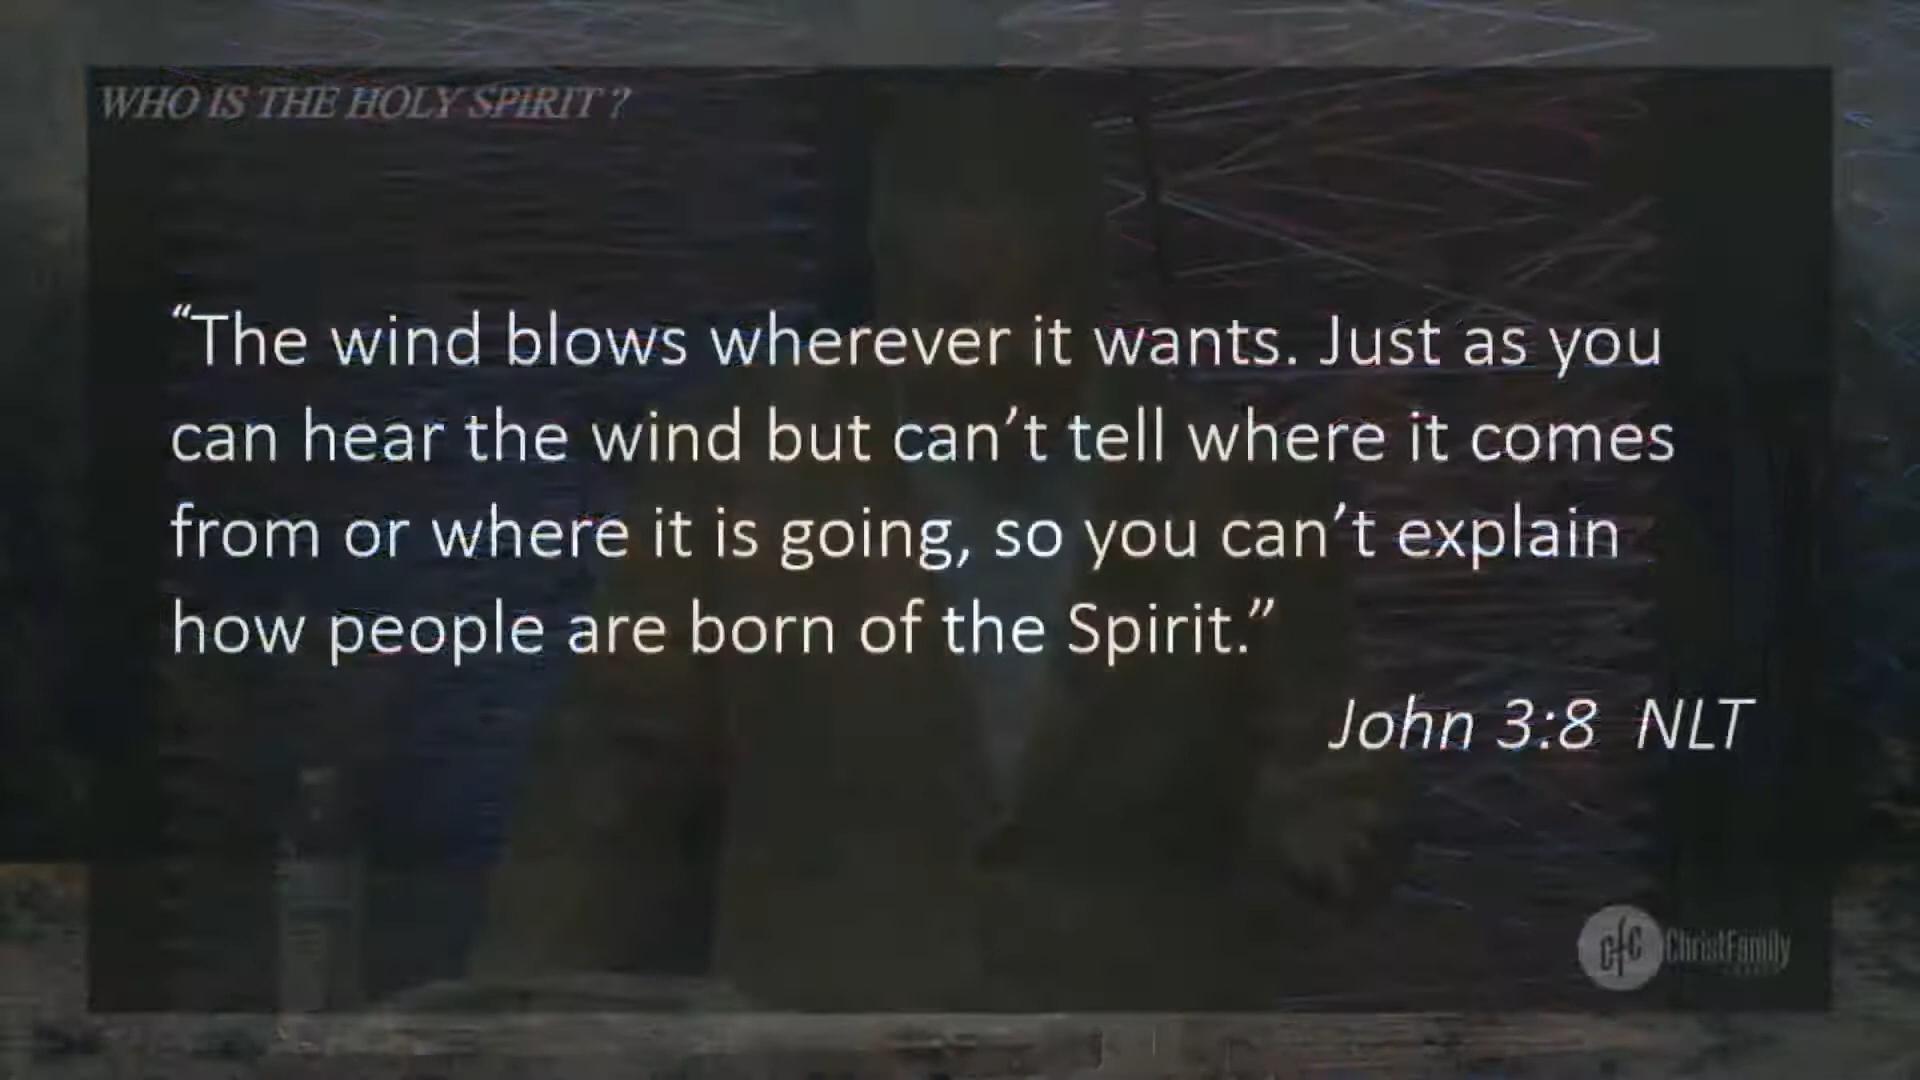 WHO IS THE HOLY SPIRIT ?
“The wind blows wherever it wants. Just as you
can hear the wind but can’t tell where it comes
from or where it is going, so you can’t explain
how people are born of the Spirit.”
John 3:8 NLT
cfc
ChristFamily